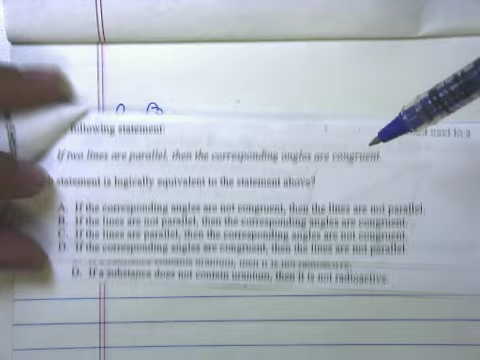 following statement:
If two lines are parallel, then the corresponding angles are congruent.
statement is logically equivalent to the statement above?
A. If the corresponding angles are not congruent, then the lines are not parallel.
B. If the lines are not parallel, then the corresponding angles are congruent.
C. If the lines are parallel, then the corresponding angles are not congruent.
D. If the corresponding angles are congruent, then the lines are not parallel.
D. If a substance does not contain uranium, then it is not radioactive.